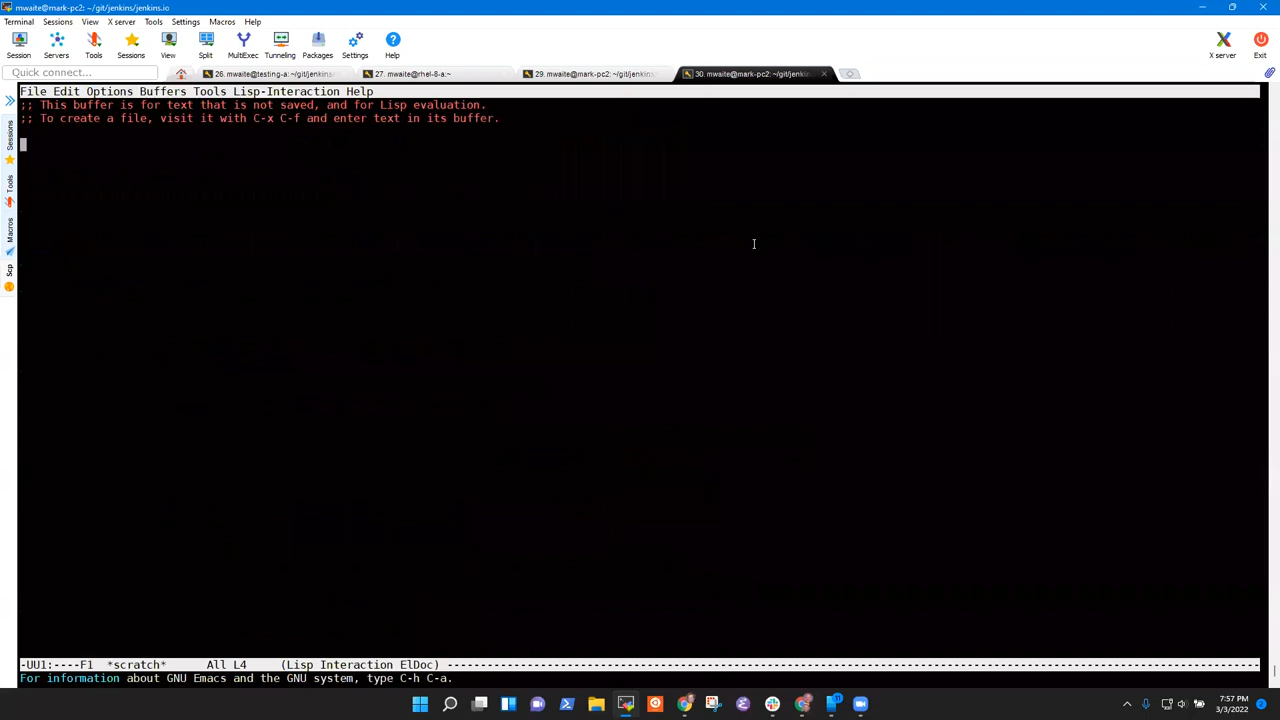 mwaite@mark-pc2: ~/git/jenkins/jenkins.io
Terminal Sessions View X server Tools Settings Macros Help
Session Servers Tools Sessions View Split MultiExec Tunneling Packages Settings Help X server Exit
Quick connect...
26. mwaite@testing-a:~/git/jenkins
27. mwaite@rhel-8-a:~
29. mwaite@mark-pc2: ~/git/jenkins
30. mwaite@mark-pc2: ~/git/jenkin
File Edit Options Buffers Tools Lisp-Interaction Help
;; This buffer is for text that is not saved, and for Lisp evaluation.
;; To create a file, visit it with C-x C-f and enter text in its buffer.
Sessions
Tools
Macros
Scp
-UU1:----F1 *scratch* All L4 (Lisp Interaction ElDoc) ----------------
For information about GNU Emacs and the GNU system, type C-h C-a.
7:57 PM
3/3/2022